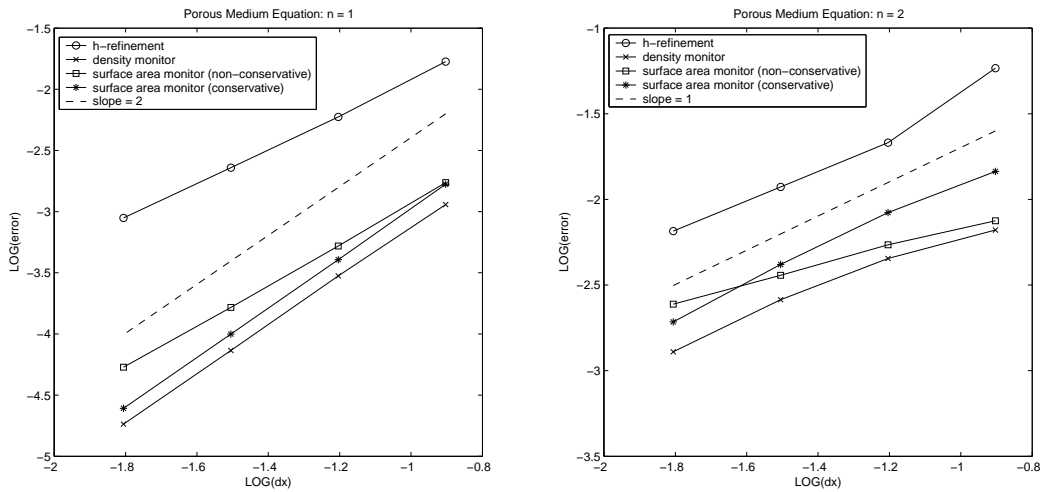 Porous Medium Equation: n = 1
−1.5
−2
−2.5
−3
−3.5
−4
−4.5
−5
LOG(error)
h−refinement
density monitor
surface area monitor (non−conservative)
surface area monitor (conservative)
slope = 2
−2
−1.8
−1.6
−1.4
−1.2
−1
−0.8
LOG(dx)
Porous Medium Equation: n = 2
−1
−1.5
−2
−2.5
−3
−3.5
LOG(error)
h−refinement
density monitor
surface area monitor (non−conservative)
surface area monitor (conservative)
slope = 1
−2
−1.8
−1.6
−1.4
−1.2
−1
−0.8
LOG(dx)